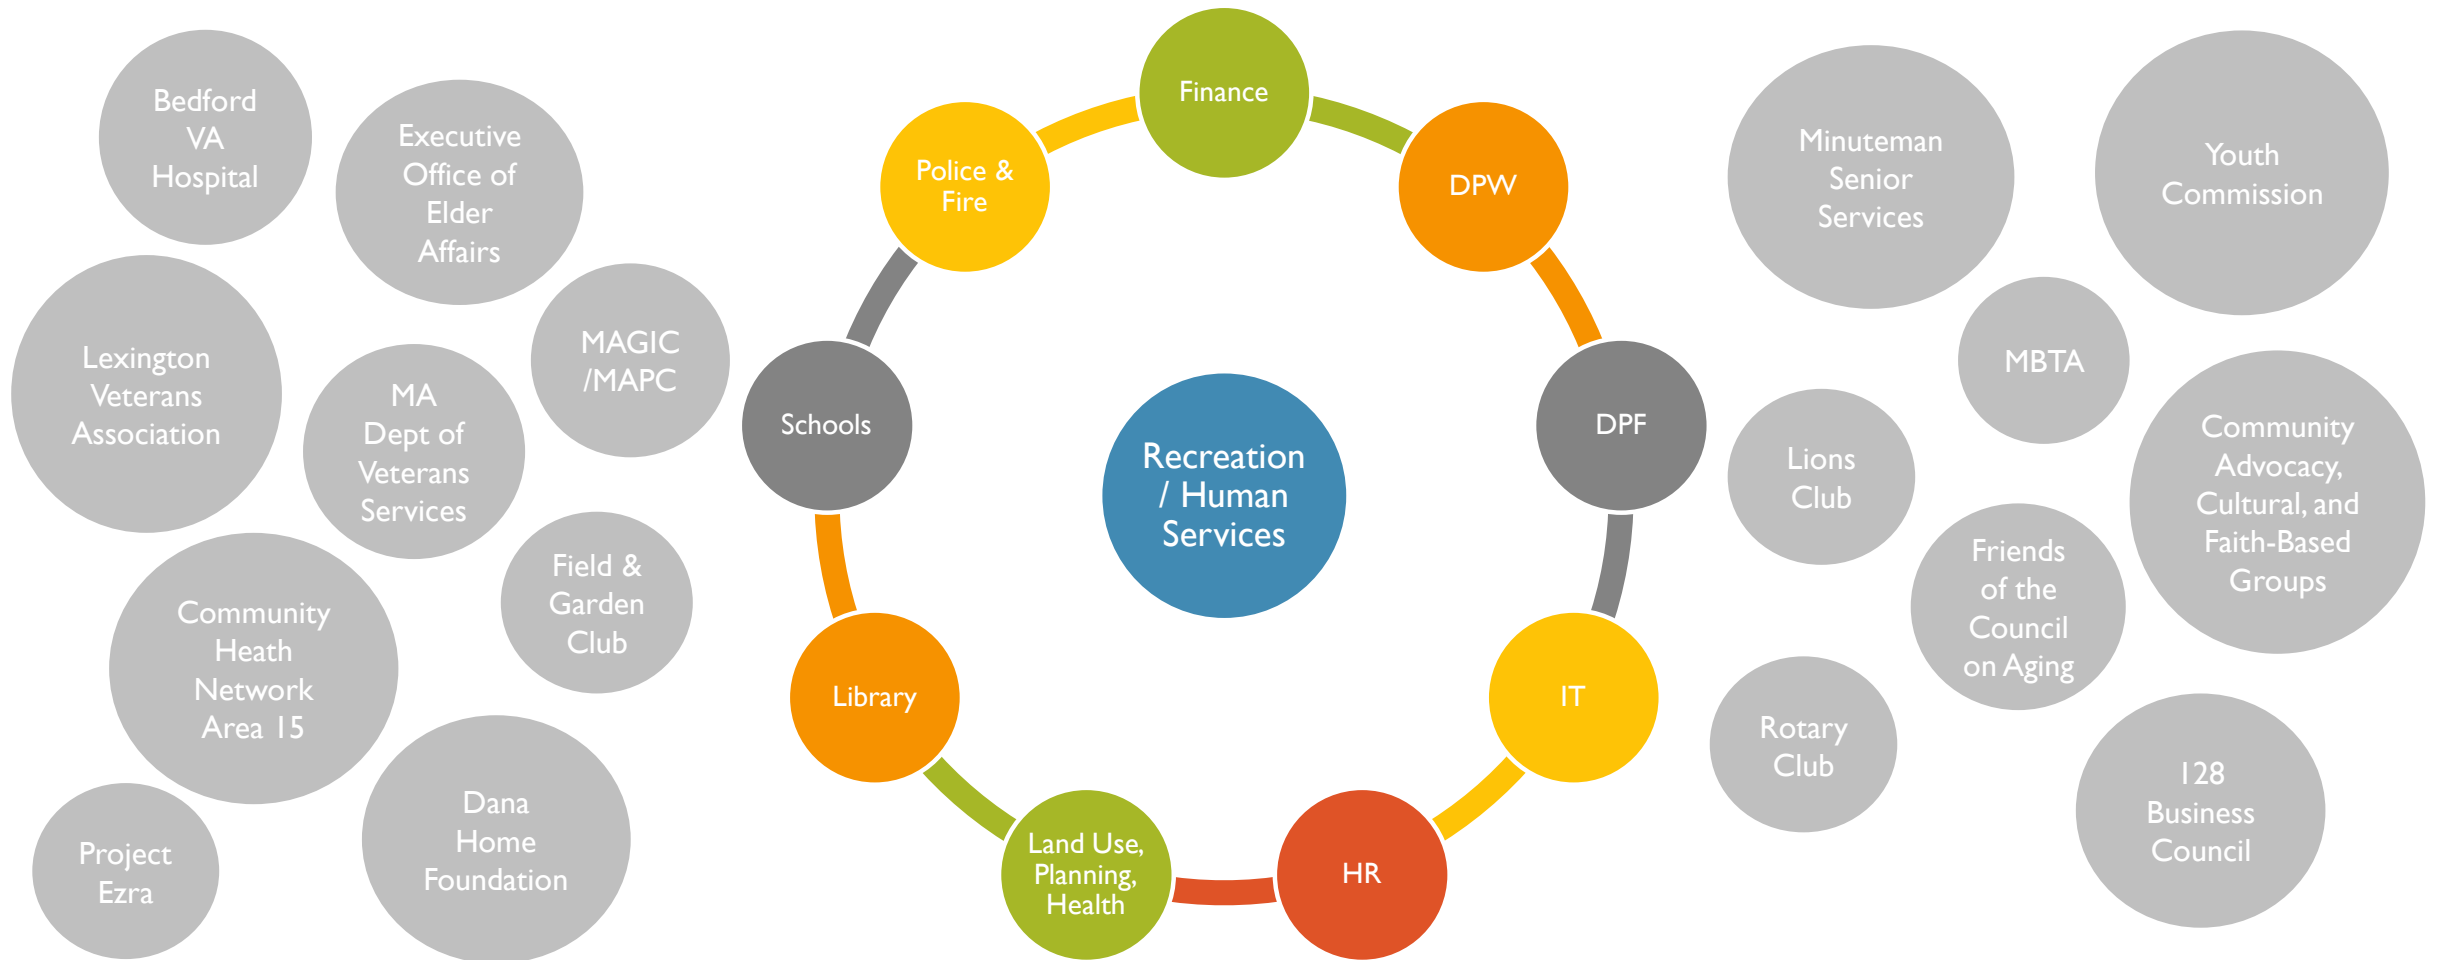 Bedford
VA
Hospital
Executive
Office of
Elder
Affairs
Lexington
Veterans
Association
MA
Dept of
Veterans
Services
MAGIC
/MAPC
Community
Heath
Network
Area 15
Field &
Garden
Club
Project
Ezra
Dana
Home
Foundation
Finance
Police &
Fire
DPW
Schools
DPF
Recreation
/ Human
Services
Library
IT
Land Use,
Planning,
Health
HR
Minuteman
Senior
Services
Youth
Commission
MBTA
Lions
Club
Community
Advocacy,
Cultural, and
Faith-Based
Groups
Friends
of the
Council
on Aging
Rotary
Club
128
Business
Council